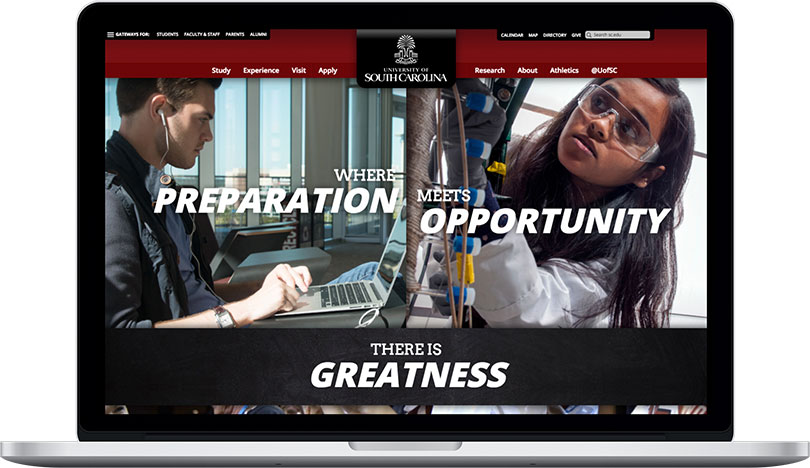 GATEWAYS FOR: STUDENTS FACULTY & STAFF PARENTS ALUMNI
CALENDAR MAP DIRECTORY GIVE Search sc.edu
UNIVERSITY OF
SOUTH CAROLINA
Study Experience Visit Apply
Research About Athletics @UofSC
WHERE
PREPARATION
MEETS
OPPORTUNITY
THERE IS
GREATNESS